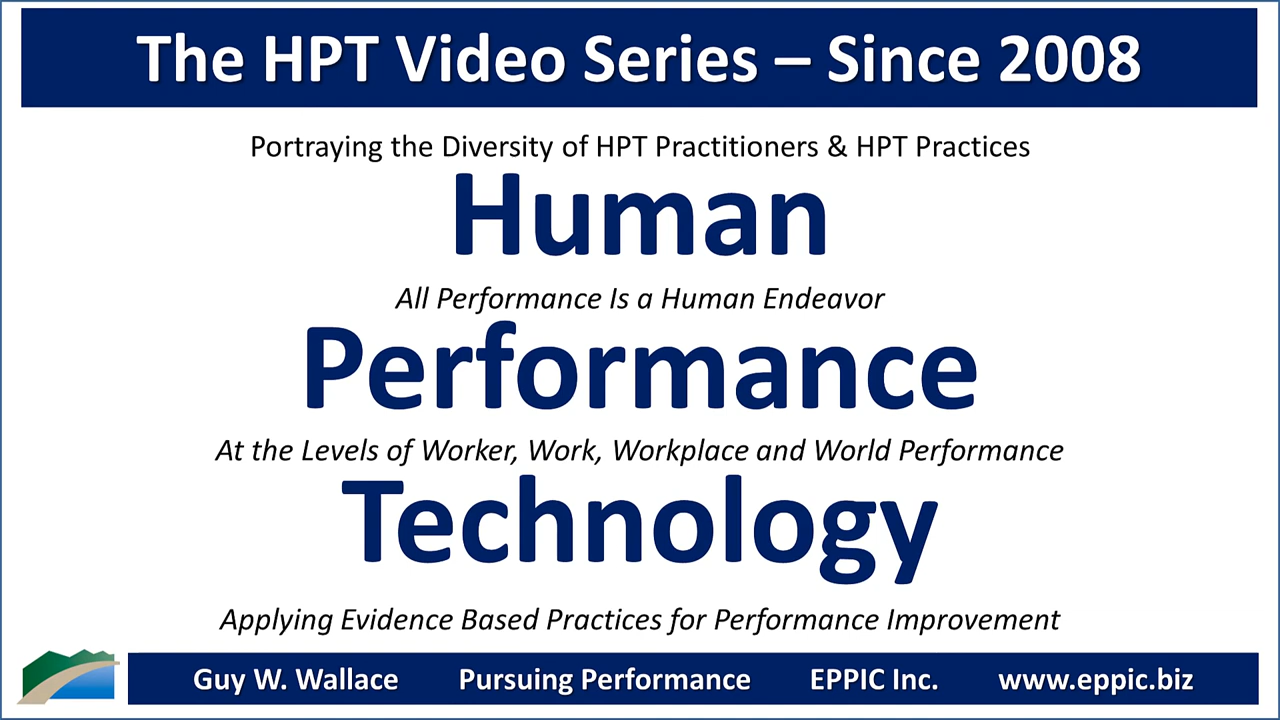 The HPT Video Series – Since 2008
Portraying the Diversity of HPT Practitioners & HPT Practices
Human
All Performance Is a Human Endeavor
Performance
At the Levels of Worker, Work, Workplace and World Performance
Technology
Applying Evidence Based Practices for Performance Improvement
Guy W. Wallace Pursuing Performance EPPIC Inc. www.eppic.biz